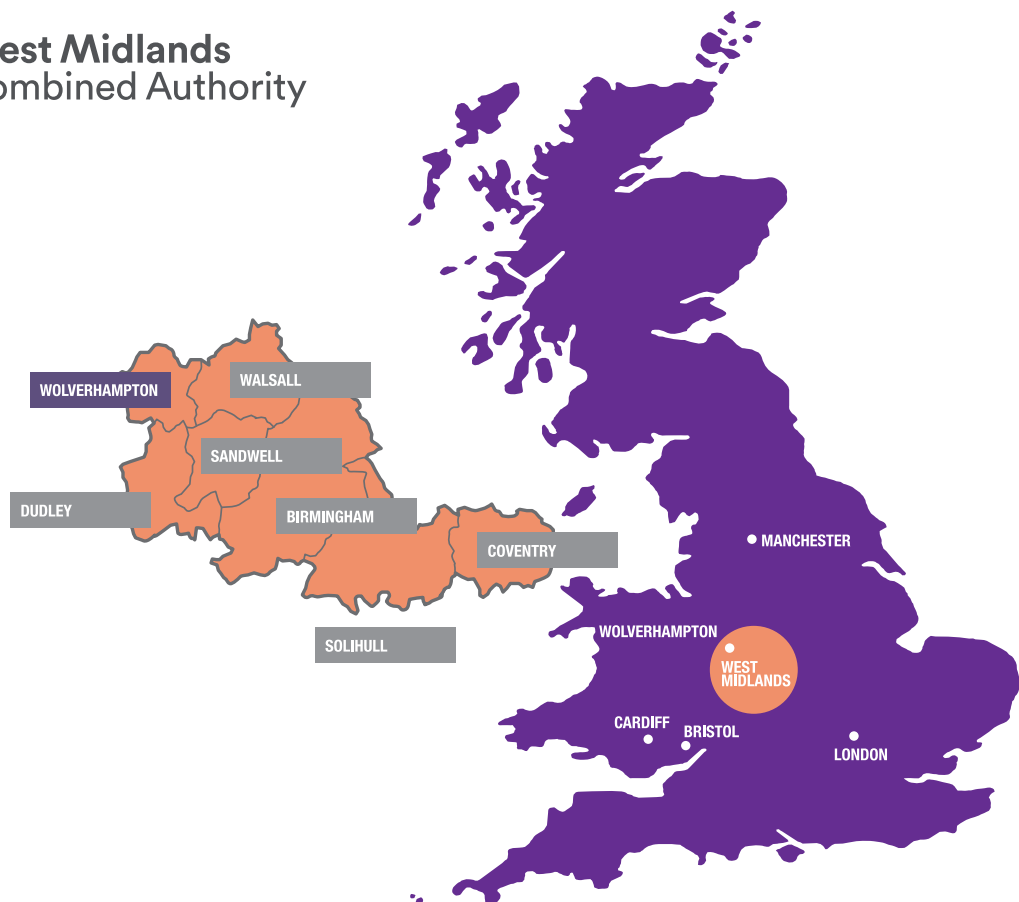 est Midlands
ombined Authority
WOLVERHAMPTON
WALSALL
SANDWELL
DUDLEY
BIRMINGHAM
COVENTRY
SOLIHULL
MANCHESTER
WOLVERHAMPTON
WEST
MIDLANDS
CARDIFF
BRISTOL
LONDON